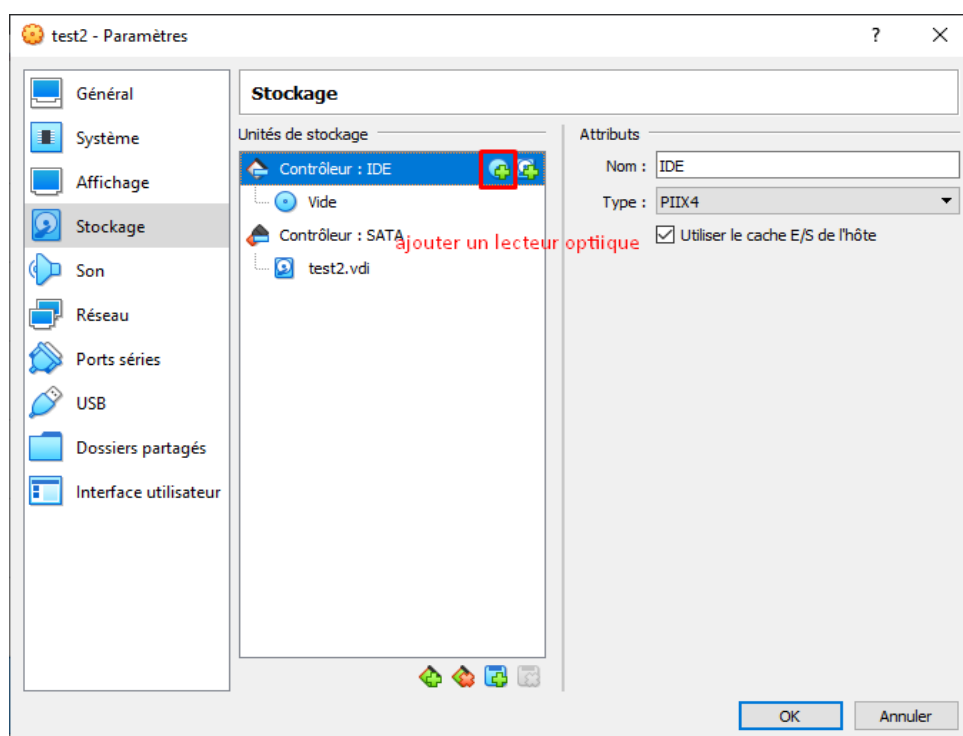 test2 - Paramètres
?
Général
Système
Affichage
Stockage
Son
Réseau
Ports séries
USB
Dossiers partagés
Interface utilisateur
Stockage
Unités de stockage
Contrôleur : IDE
Vide
Contrôleur : SATA
test2.vdi
ajouter un lecteur optiique
Attributs
Nom : IDE
Type : PIIX4
Utiliser le cache E/S de l'hôte
OK
Annuler